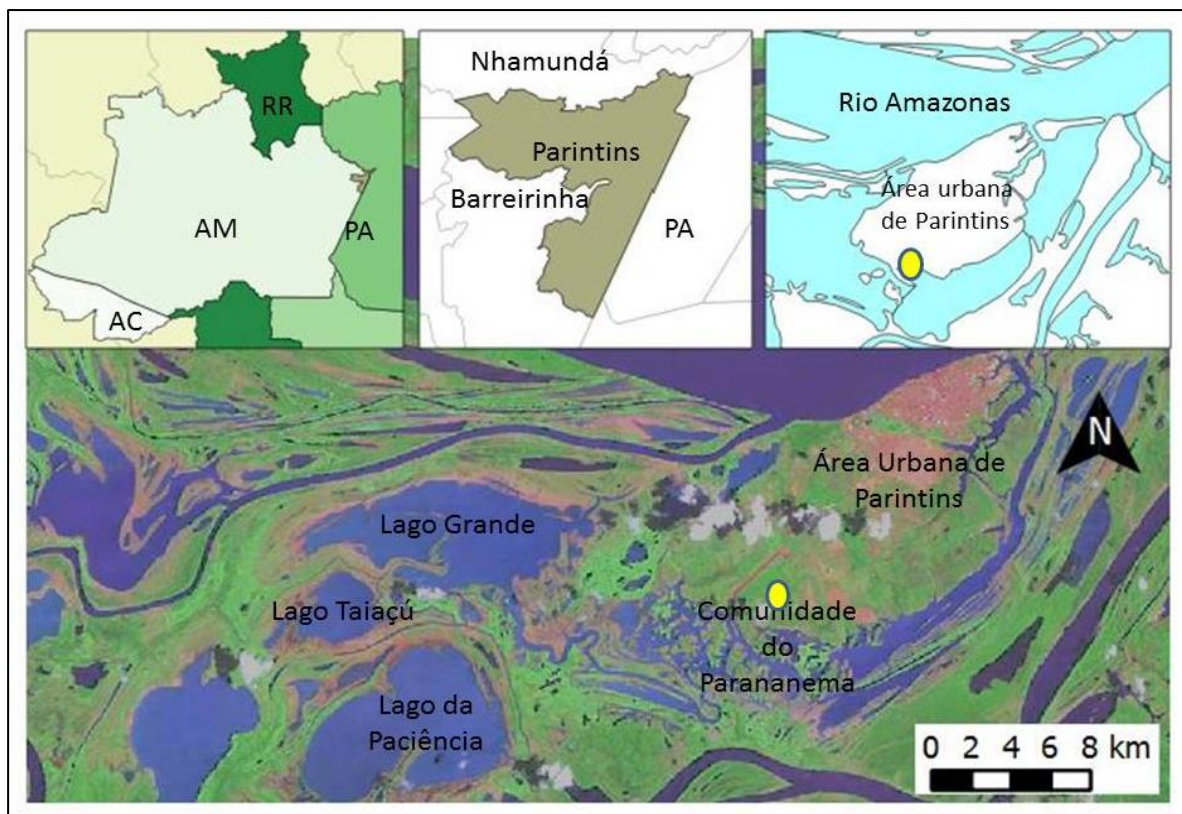 RR
AM
PA
AC
Nhamundá
Parintins
Barreirinha
PA
Rio Amazonas
Área urbana
de Parintins
Área Urbana de
Parintins
N
Lago Grande
Lago Taiaçú
Comunidade
do
Parananema
Lago da
Paciência
0 2 4 6 8 km